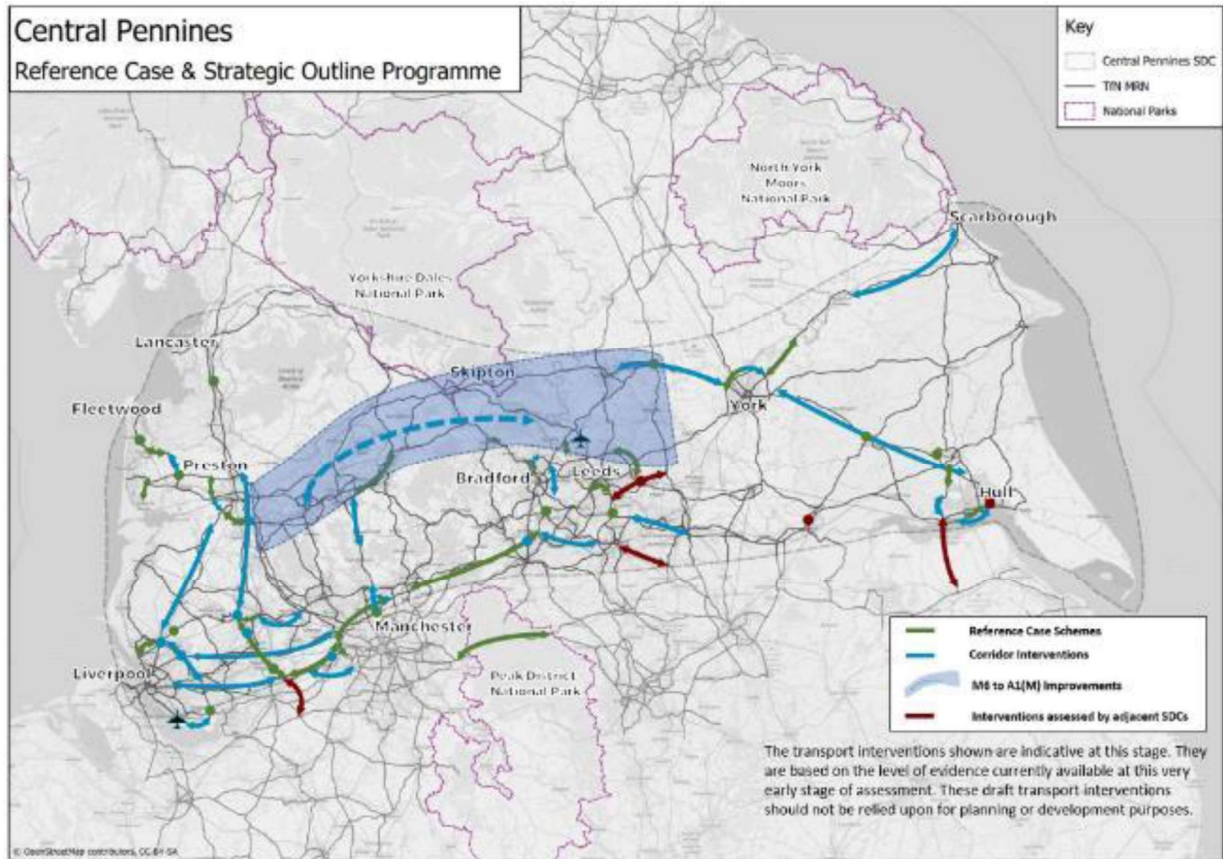 Central Pennines
Reference Case & Strategic Outline Programme
Key
Central Pennines SDC
TfN MRN
National Parks
North York
Moors
National Park
Scarborough
Yorkshire Dales
National Park
Lancaster
Skipton
Fleetwood
York
Preston
Bradford
Leeds
Hull
Manchester
Liverpool
Peak District
National Park
Reference Case Schemes
Corridor Interventions
M6 to A1(M) Improvements
Interventions assessed by adjacent SDCs
The transport interventions shown are indicative at this stage. They
are based on the level of evidence currently available at this very
early stage of assessment. These draft transport interventions
should not be relied upon for planning or development purposes.
© OpenStreetMap contributors, CC-BY-SA